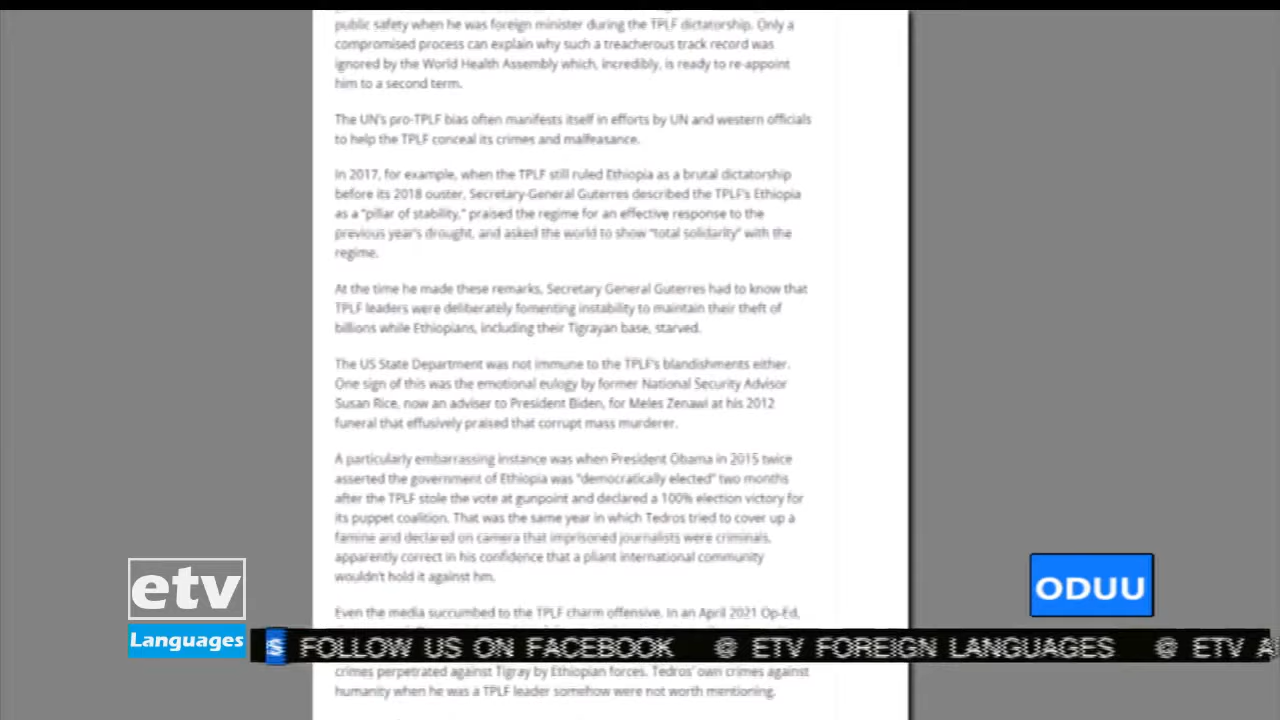 public safety when he was foreign minister during the TPLF dictatorship. Only a
compromised process can explain why such a treacherous track record was
ignored by the World Health Assembly which, incredibly, is ready to re-appoint
him to a second term.
The UN's pro-TPLF bias often manifests itself in efforts by UN and western officials
to help the TPLF conceal its crimes and malfeasance.
In 2017, for example, when the TPLF still ruled Ethiopia as a brutal dictatorship
before its 2018 ouster, Secretary-General Guterres described the TPLF's Ethiopia
as a "pillar of stability," praised the regime for an effective response to the
previous year's drought, and asked the world to show "total solidarity" with the
regime.
At the time he made these remarks, Secretary General Guterres had to know that
TPLF leaders were deliberately fomenting instability to maintain their theft of
billions while Ethiopians, including their Tigrayan base, starved.
The US State Department was not immune to the TPLF's blandishments either.
One sign of this was the emotional eulogy by former National Security Advisor
Susan Rice, now an adviser to President Biden, for Meles Zenawi at his 2012
funeral that effusively praised that corrupt mass murderer.
A particularly embarrassing instance was when President Obama in 2015 twice
asserted the government of Ethiopia was "democratically elected" two months
after the TPLF stole the vote at gunpoint and declared a 100% election victory for
its puppet coalition. That was the same year in which Tedros tried to cover up a
famine and declared on camera that imprisoned journalists were criminals,
apparently correct in his confidence that a pliant international community
wouldn't hold it against hm.
Even the media succumbed to the TPLF charm offensive. In an April 2021 Op-Ed,
crimes perpetrated against Tigray by Ethiopian forces. Tedros' own crimes against
humanity when he was a TPLF leader somehow were not worth mentioning.
etv
Languages
ODUU
S FOLLOW US ON FACEBOOK @ ETV FOREIGN LANGUAGES @ ETV A